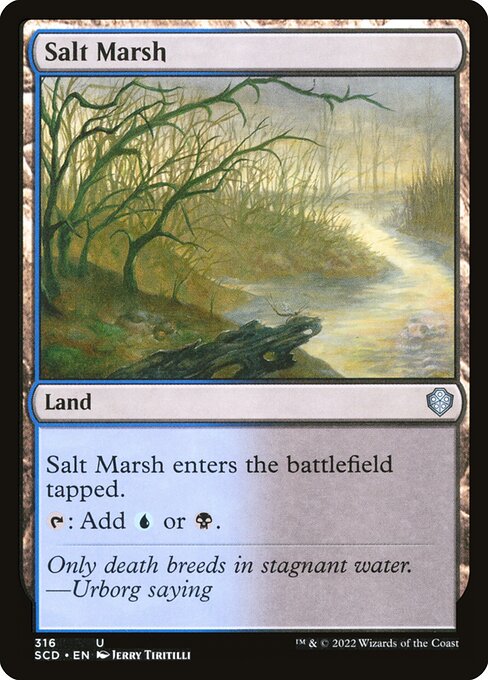 Salt Marsh
Land
Salt Marsh enters the battlefield
tapped.
: Add or .
Only death breeds in stagnant water.
—Urborg saying
316 U
™ & © 2022 Wizards of the Coast
SCD • EN Jerry Tiritilli